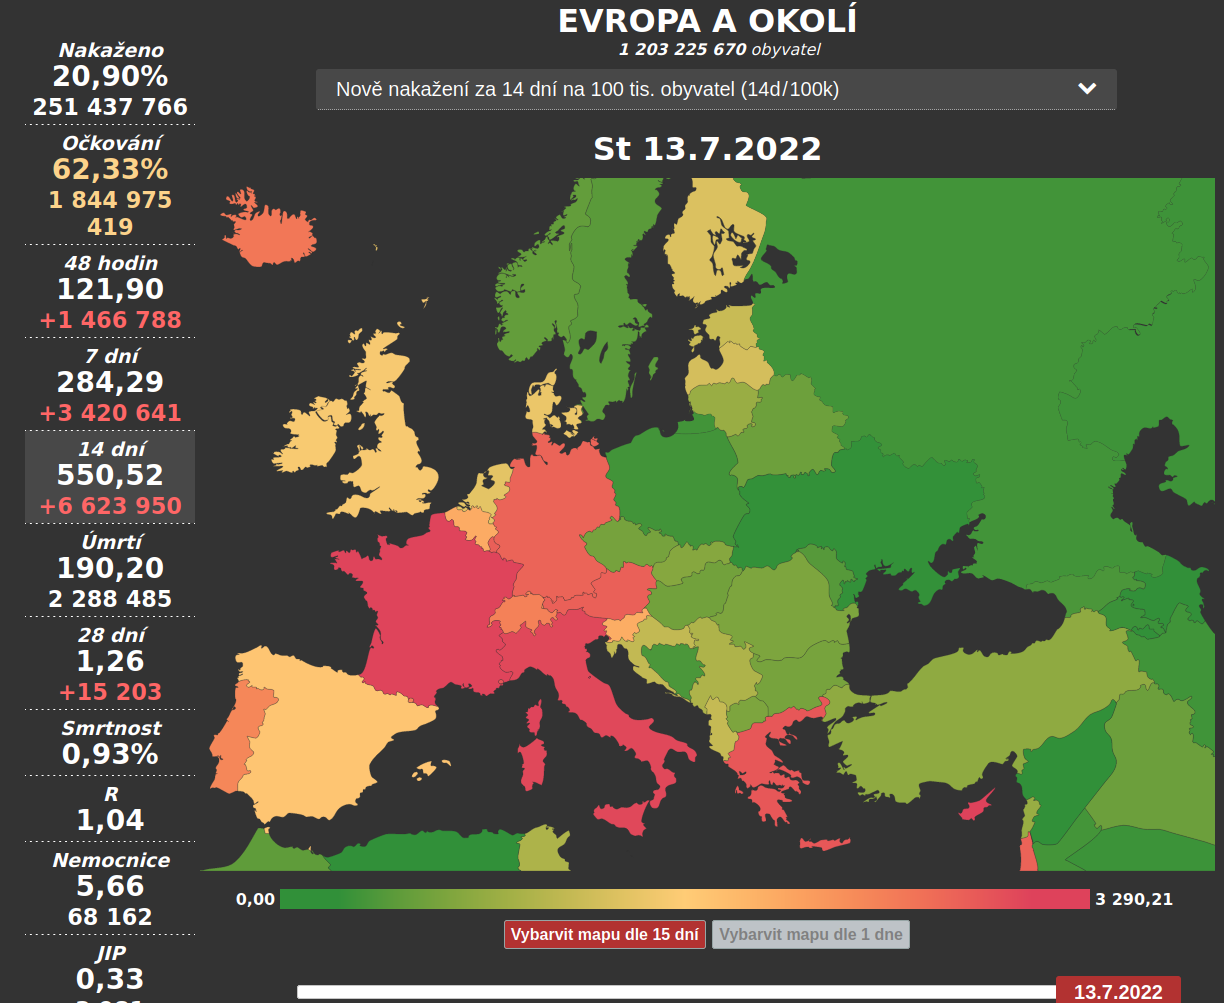 EVROPA A OKOLÍ
1 203 225 670 obyvatel
Nově nakažení za 14 dní na 100 tis. obyvatel (14d/100k)
St 13.7.2022
Nakaženo
20,90%
251 437 766
Očkování
62,33%
1 844 975
419
48 hodin
121,90
+1 466 788
7 dní
284,29
+3 420 641
14 dní
550,52
+6 623 950
Úmrtí
190,20
2 288 485
28 dní
1,26
+15 203
Smrtnost
0,93%
R
1,04
Nemocnice
5,66
68 162
JIP
0,33
0,00
3 290,21
Vybarvit mapu dle 15 dní
Vybarvit mapu dle 1 dne
13.7.2022